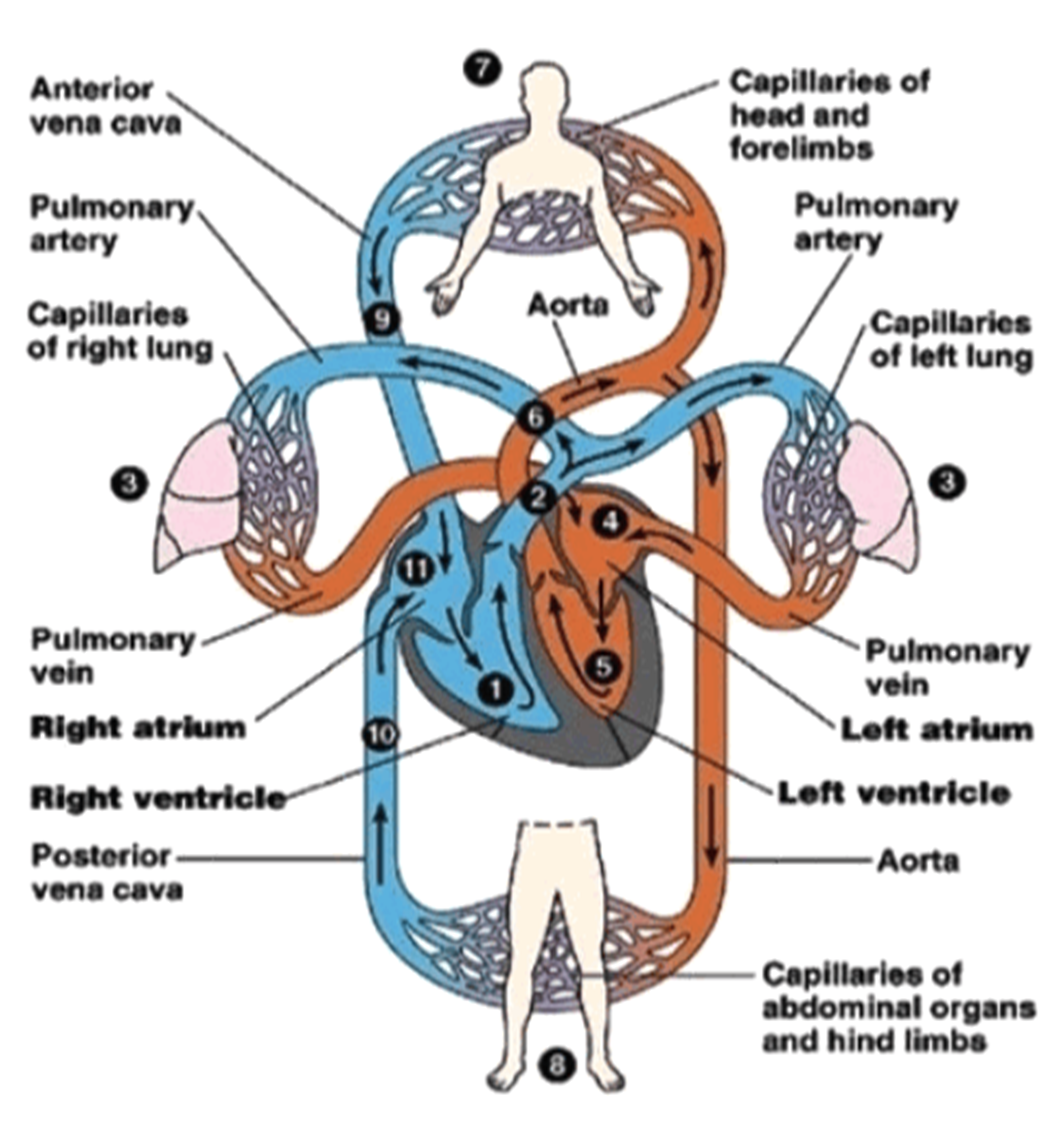 7
Anterior
vena cava
Capillaries of
head and
forelimbs
Pulmonary
artery
Pulmonary
artery
Capillaries
of right lung
9
Aorta
Capillaries
of left lung
6
3
2
4
3
11
Pulmonary
vein
1
5
Pulmonary
vein
Right atrium
10
Left atrium
Right ventricle
Left ventricle
Posterior
vena cava
Aorta
Capillaries of
abdominal organs
and hind limbs
8